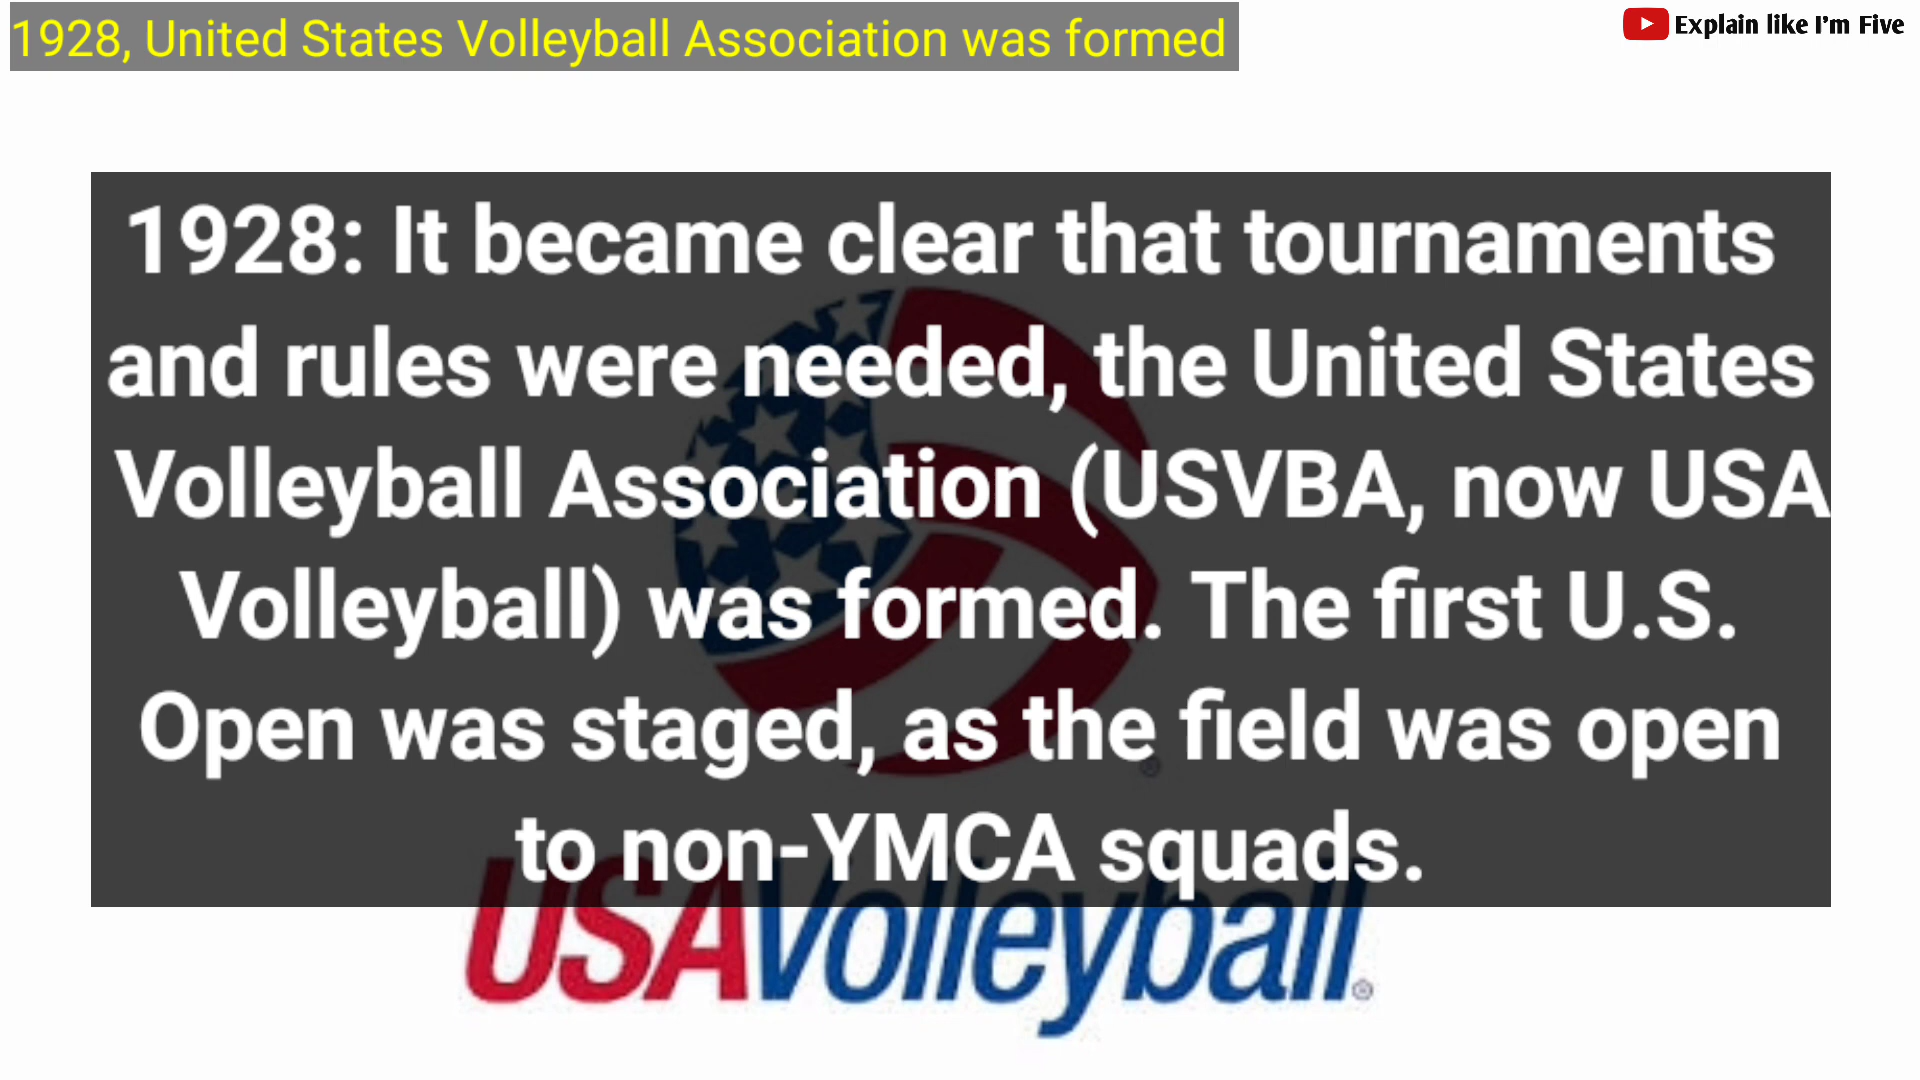 1928, United States Volleyball Association was formed
Explain like I'm Five
1928: It became clear that tournaments
and rules were needed, the United States
Volleyball Association (USVBA, now USA
Volleyball) was formed. The first U.S.
Open was staged, as the field was open
to non-YMCA squads.
USAVolleyball®